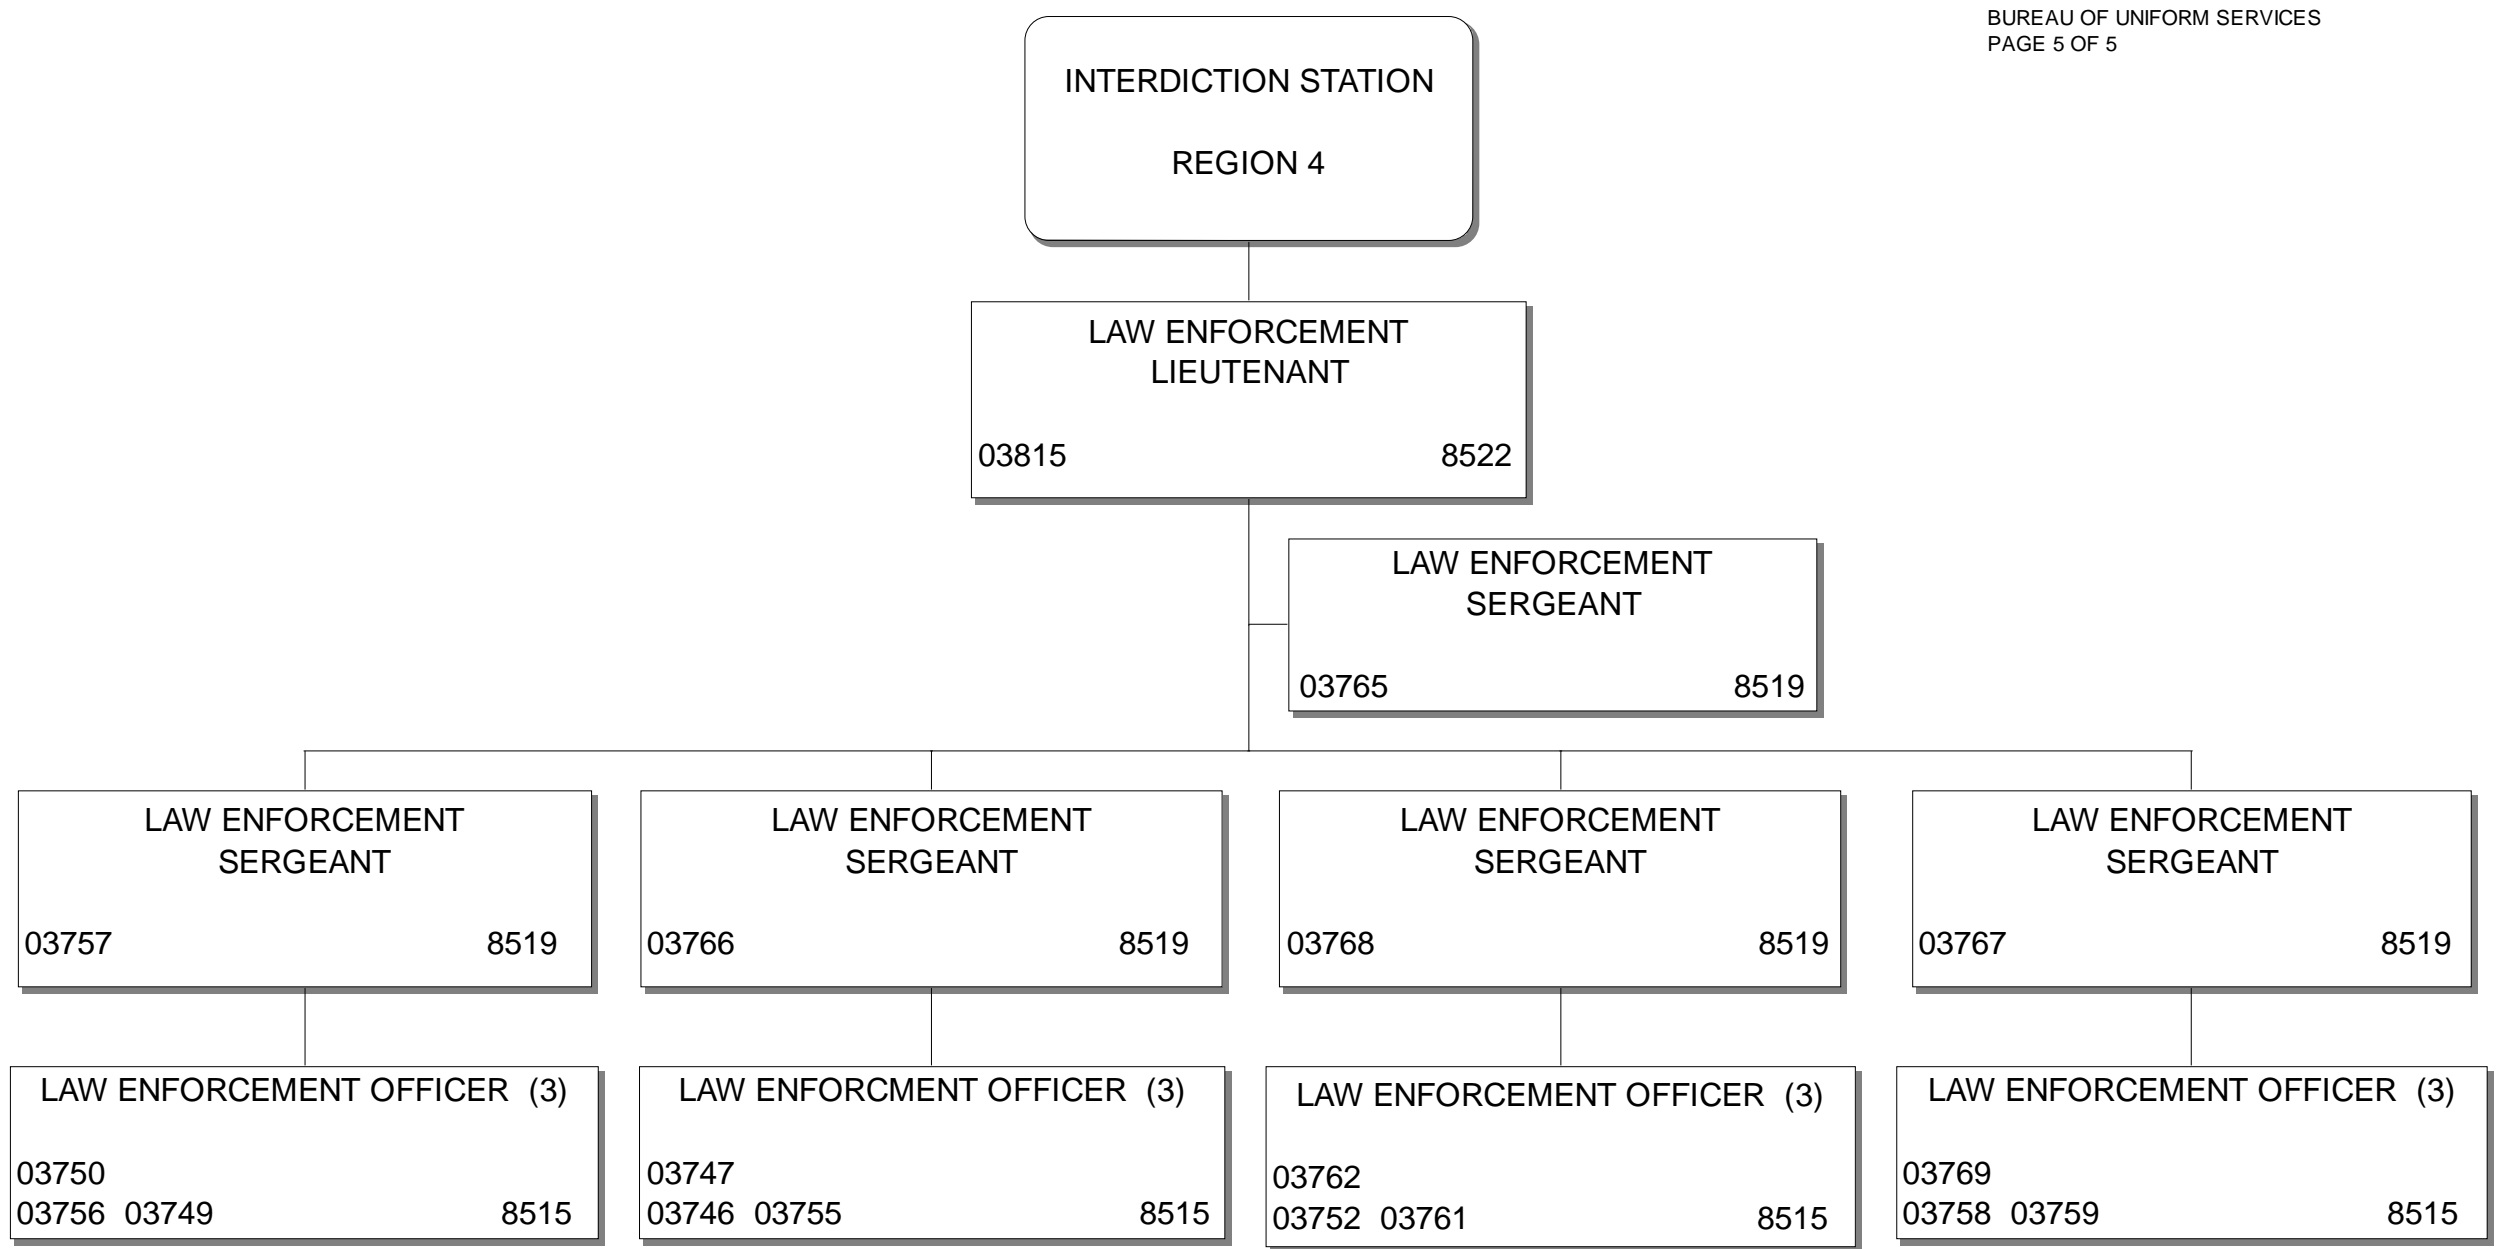 BUREAU OF UNIFORM SERVICES
PAGE 5 OF 5
INTERDICTION STATION
REGION 4
LAW ENFORCEMENT
LIEUTENANT
03815 8522
LAW ENFORCEMENT
SERGEANT
03765 8519
LAW ENFORCEMENT
SERGEANT
03757 8519
LAW ENFORCEMENT
SERGEANT
03766 8519
LAW ENFORCEMENT
SERGEANT
03768 8519
LAW ENFORCEMENT
SERGEANT
03767 8519
LAW ENFORCEMENT OFFICER (3)
03750
03756 03749 8515
LAW ENFORCMENT OFFICER (3)
03747
03746 03755 8515
LAW ENFORCEMENT OFFICER (3)
03762
03752 03761 8515
LAW ENFORCEMENT OFFICER (3)
03769
03758 03759 8515